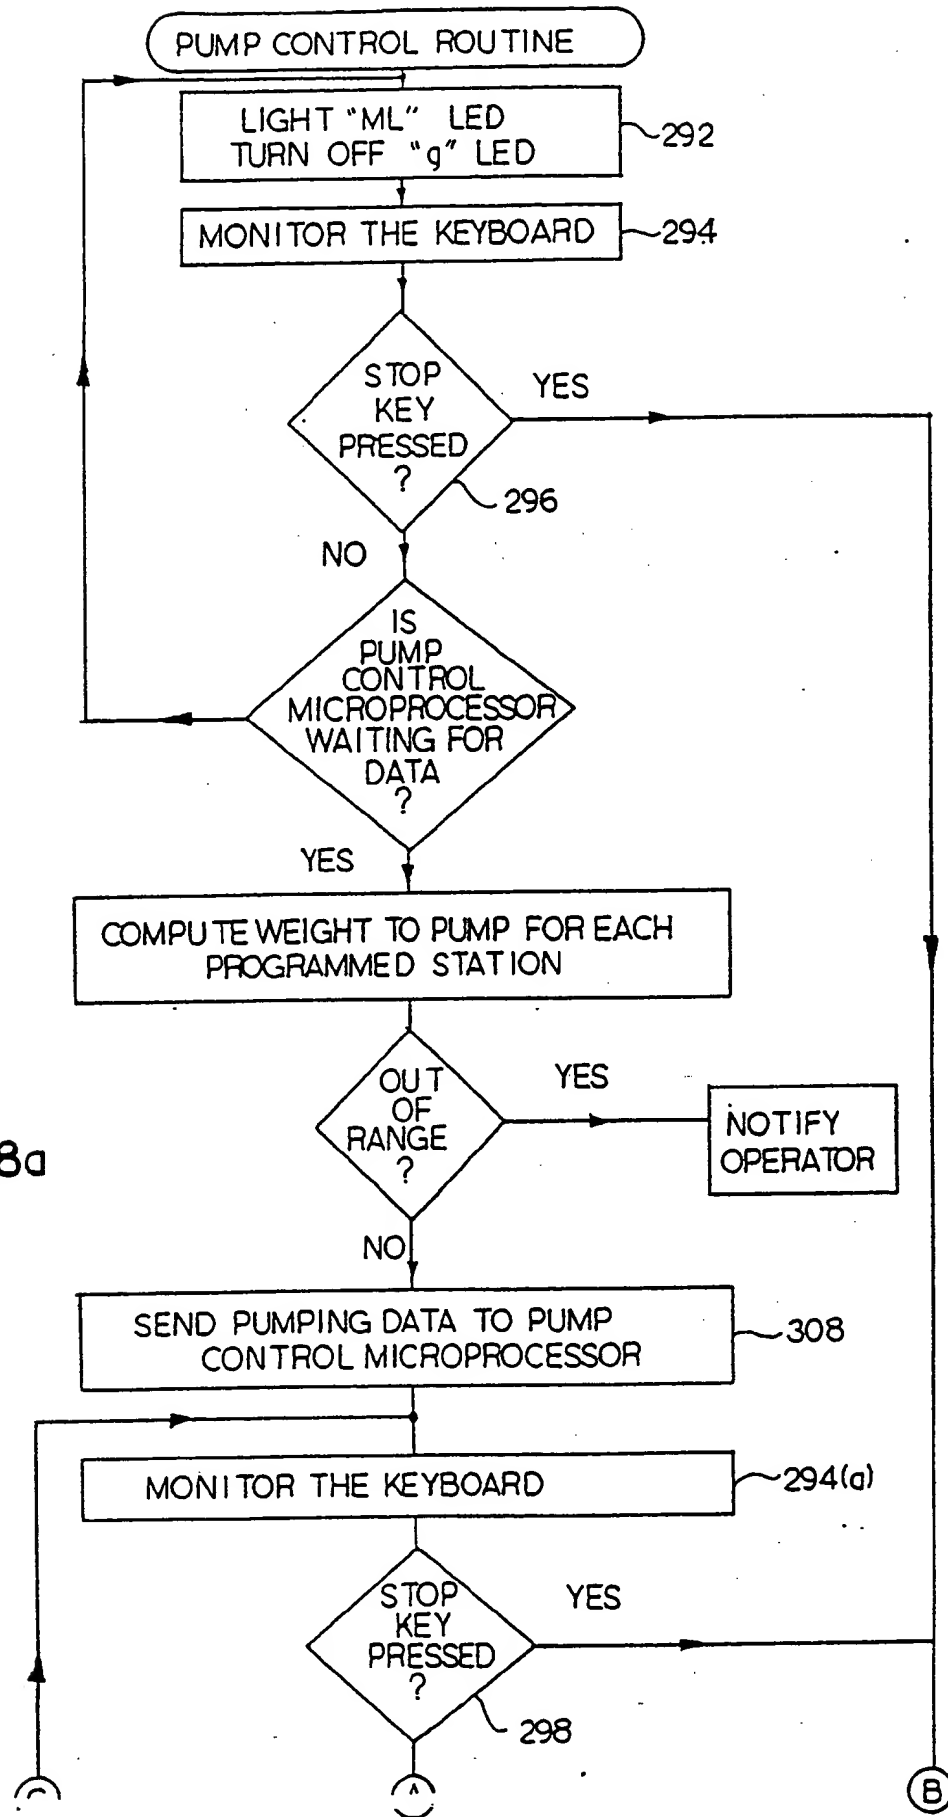 PUMP CONTROL ROUTINE
LIGHT "ML" LED
TURN OFF "g" LED
292
MONITOR THE KEYBOARD
294
STOP
KEY
PRESSED
?
YES
296
NO
IS
PUMP
CONTROL
MICROPROCESSOR
WAITING FOR
DATA
?
YES
COMPUTE WEIGHT TO PUMP FOR EACH
PROGRAMMED STATION
OUT
OF
RANGE
?
YES
NOTIFY
OPERATOR
8a
NO
SEND PUMPING DATA TO PUMP
CONTROL MICROPROCESSOR
308
MONITOR THE KEYBOARD
294(a)
STOP
KEY
PRESSED
?
YES
298
A
B